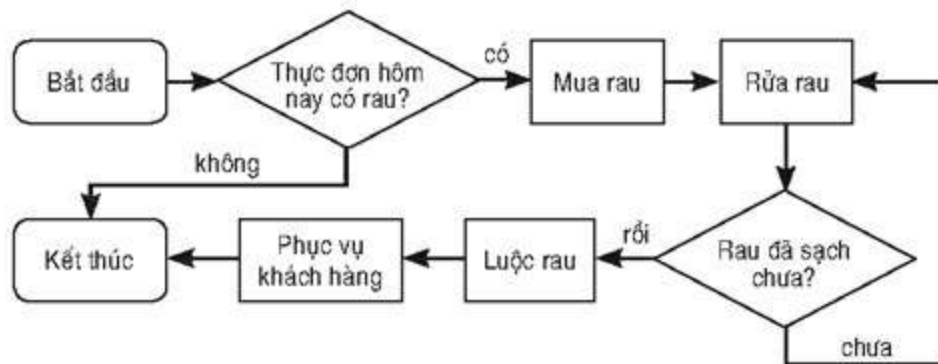 Bắt đầu
Thực đơn hôm
nay có rau?
có
Mua rau
Rửa rau
không
Kết thúc
Phục vụ
khách hàng
Luộc rau
rồi
Rau đã sạch
chưa?
chưa